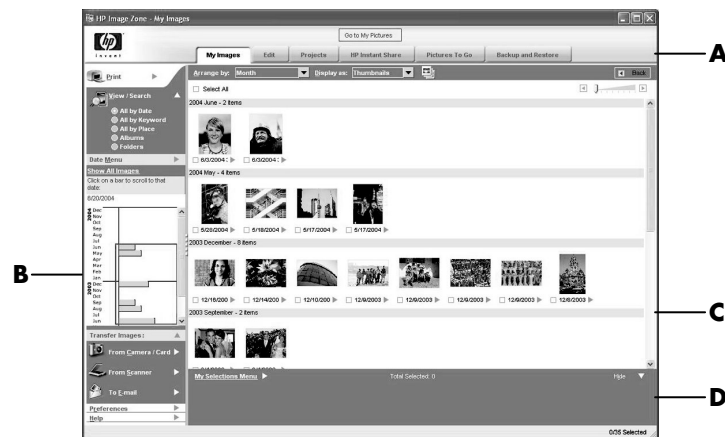 HP Image Zone - My Images
Go to My Pictures
hp
invent
My Images Edit Projects HP Instant Share Pictures To Go Backup and Restore
A
Print
Arrange by: Month Display as: Thumbnails Back
View / Search
Select All
All by Date
All by Keyword
All by Place
Albums
Folders
2004 June - 2 items
6/3/2004 6/3/2004
Date Menu
Show All Images
Click on a bar to scroll to that
date:
6/20/2004
2004 May - 4 items
5/20/2004 5/18/2004 5/17/2004 5/17/2004
2004
Dec
Nov
Oct
Sep
Aug
Jul
Jun
May
Apr
Mar
Feb
Jan
2003
Dec
Nov
Oct
Sep
Aug
Jul
Jun
B
2003 December - 8 items
12/16/200 12/14/200 12/10/200 12/9/2003 12/9/2003 12/9/2003 12/9/2003 12/8/2003
2003 September - 2 items
C
Transfer Images:
From Camera / Card
From Scanner
To E-mail
Preferences
Help
My Selections Menu Total Selected: 0 Hide
D
0/35 Selected